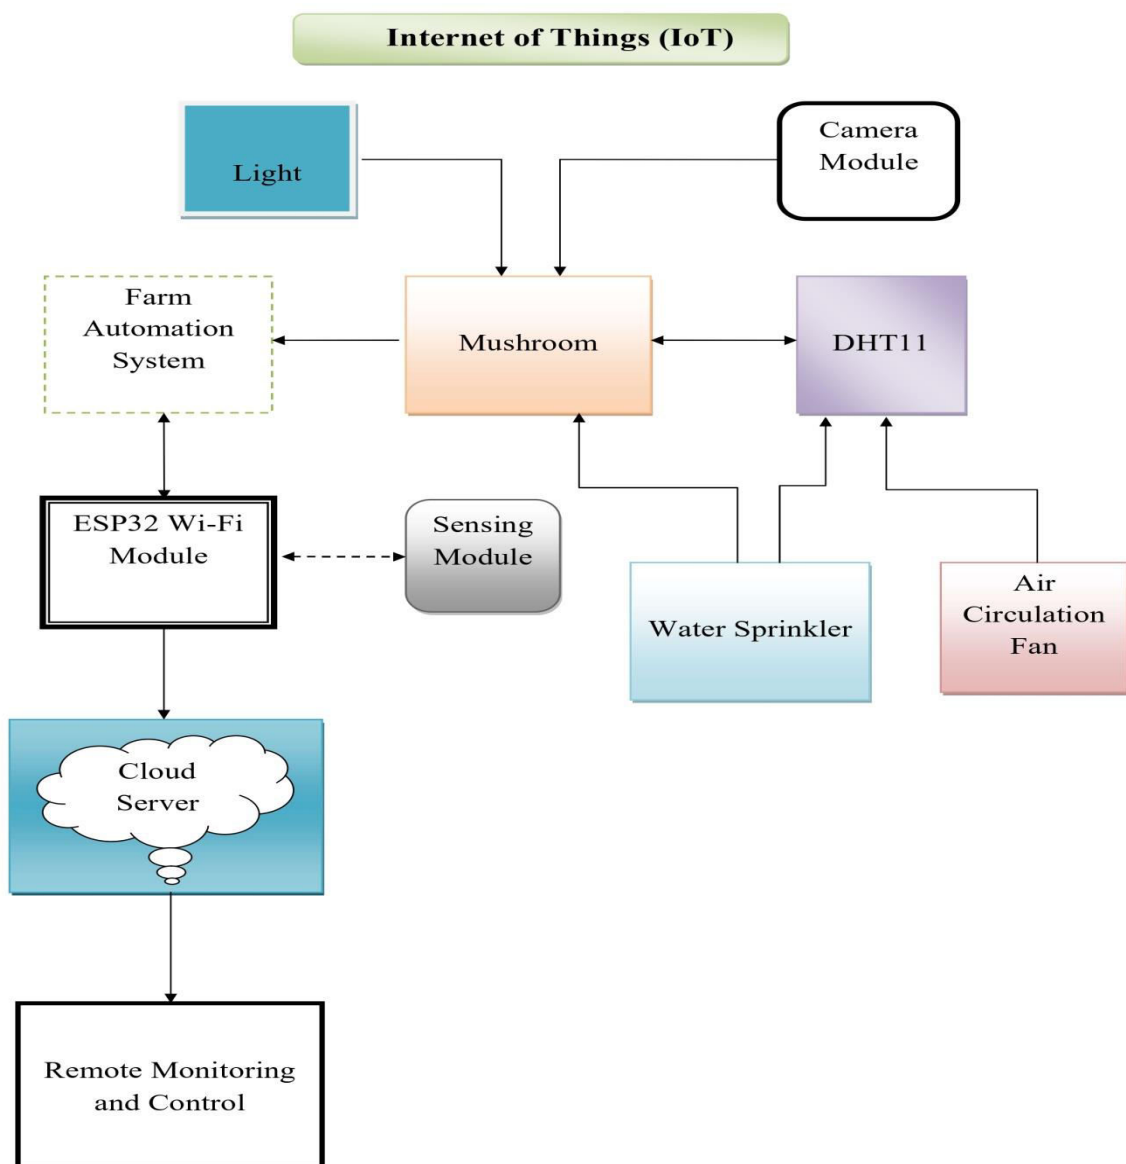 Internet of Things (IoT)
Light
Camera
Module
Farm
Automation
System
Mushroom
DHT11
ESP32 Wi-Fi
Module
Sensing
Module
Water Sprinkler
Air
Circulation
Fan
Cloud
Server
Remote Monitoring
and Control